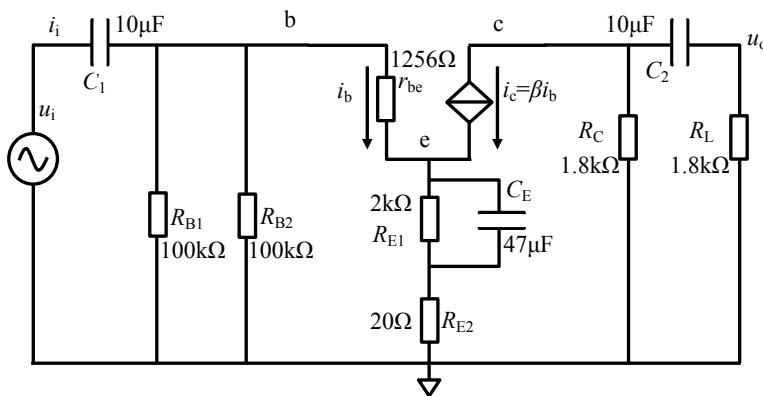 i_i
10μF
C_1
u_i
b
1256Ω
r_be
i_b
c
i_c=βi_b
e
10μF
C_2
u_o
R_B1
100kΩ
R_B2
100kΩ
2kΩ
R_E1
C_E
47μF
20Ω
R_E2
R_C
1.8kΩ
R_L
1.8kΩ